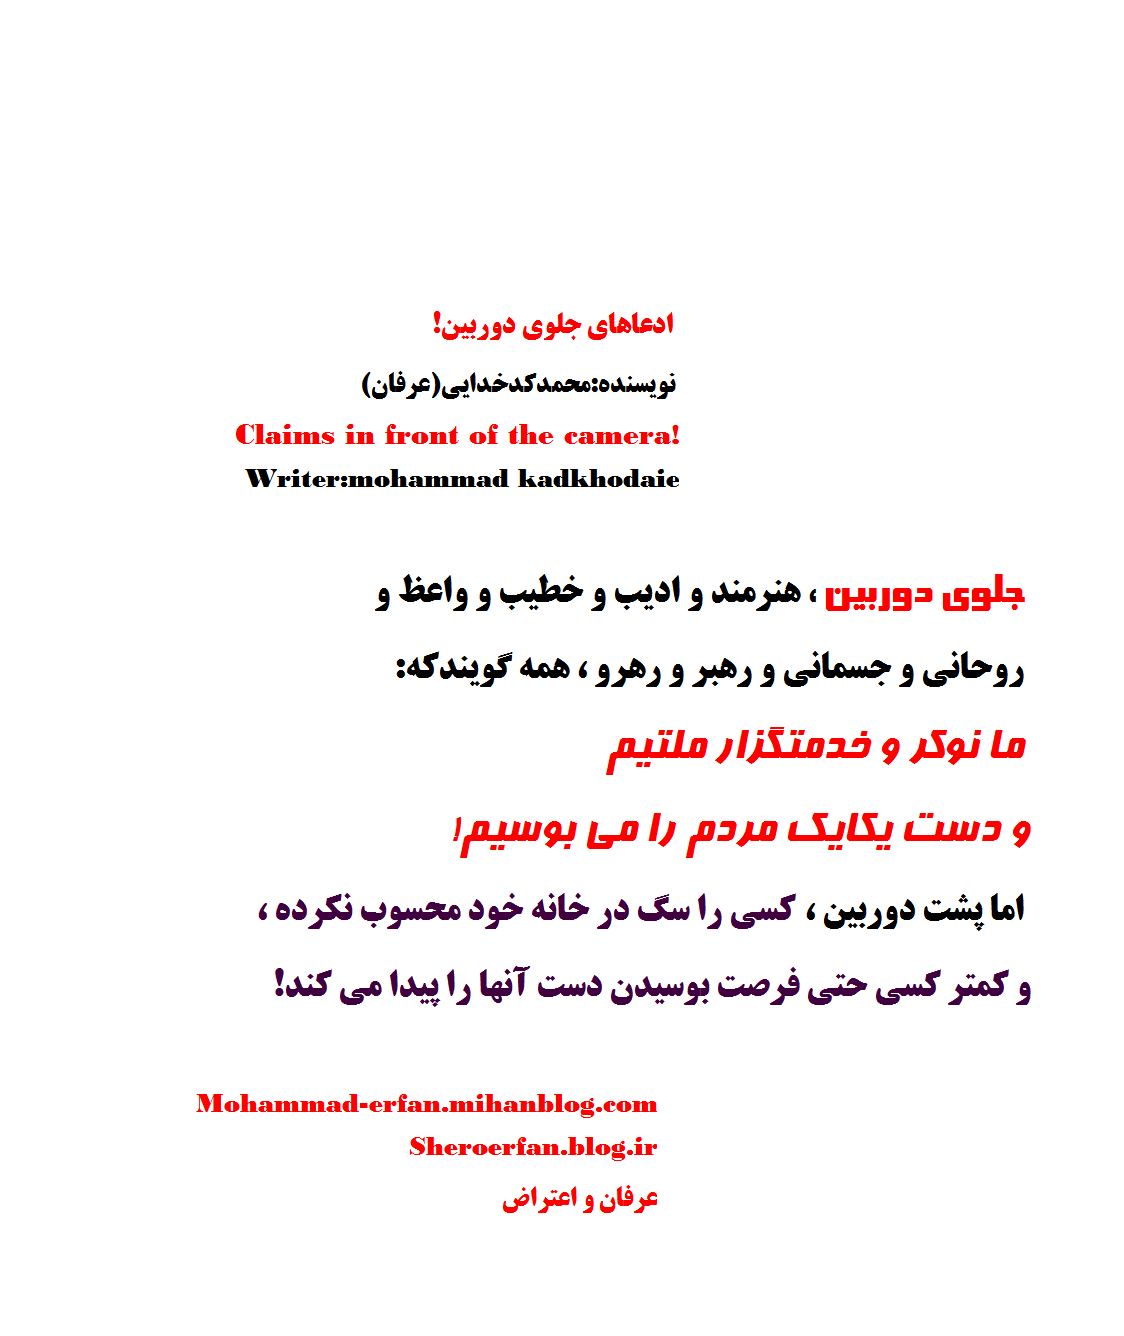 ادعاهای جلوی دوربین!
نویسنده:محمدکدخدایی(عرفان)
Claims in front of the camera!
Writer:mohammad kadkhodaie
جلوی دوربین ، هنرمند و ادیب و خطیب و واعظ و
روحانی و جسمانی و رهبر و رهرو ، همه گویندکه:
ما نوکر و خدمتگزار ملتیم
و دست یکایک مردم را می بوسیم!
اما پشت دوربین ، کسی را سگ در خانه خود محسوب نکرده ،
و کمتر کسی حتی فرصت بوسیدن دست آنها را پیدا می کند!
Mohammad-erfan.mihanblog.com
Sheroerfan.blog.ir
عرفان و اعتراض